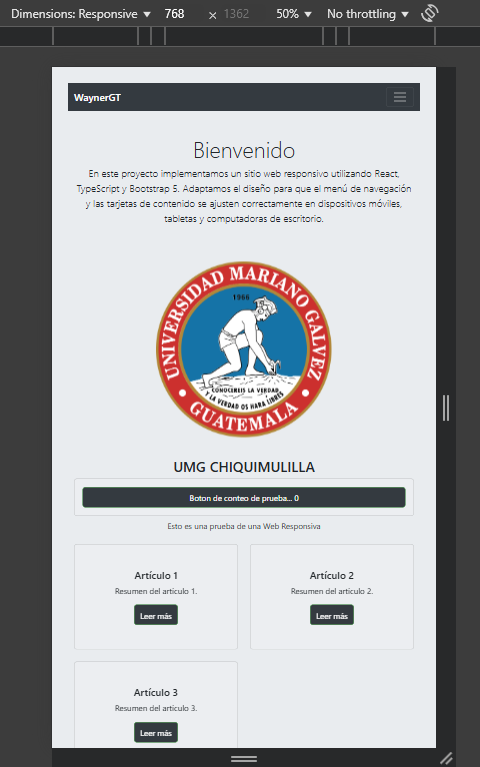 Dimensions: Responsive 768 × 1362 50% No throttling
WaynerGT
Bienvenido
En este proyecto implementamos un sitio web responsivo utilizando React,
TypeScript y Bootstrap 5. Adaptamos el diseño para que el menú de navegación
y las tarjetas de contenido se ajusten correctamente en dispositivos móviles,
tabletas y computadoras de escritorio.
UNIVERSIDAD MARIANO GALVEZ
1966
CONOCEREIS LA VERDAD
Y LA VERDAD OS HARA LIBRES
GUATEMALA
UMG CHIQUIMULILLA
Boton de conteo de prueba... 0
Esto es una prueba de una Web Responsiva
Artículo 1 Artículo 2
Resumen del articulo 1. Resumen del articulo 2.
Leer más Leer más
Artículo 3
Resumen del articulo 3.
Leer más